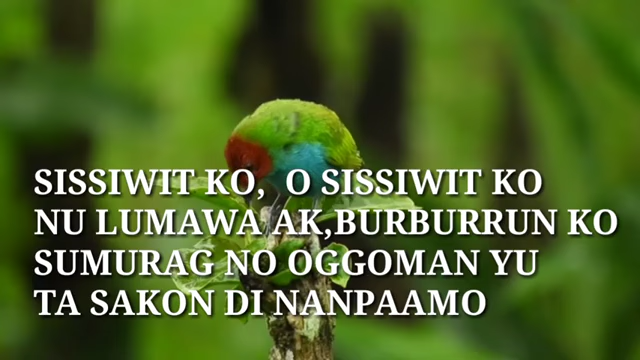 SISSIWIT KO,  O SISSIWIT KO
NU LUMAWA AK,BURBURRUN KO
SUMURAG NO OGGOMAN YU
TA SAKON DI NANPAAMO